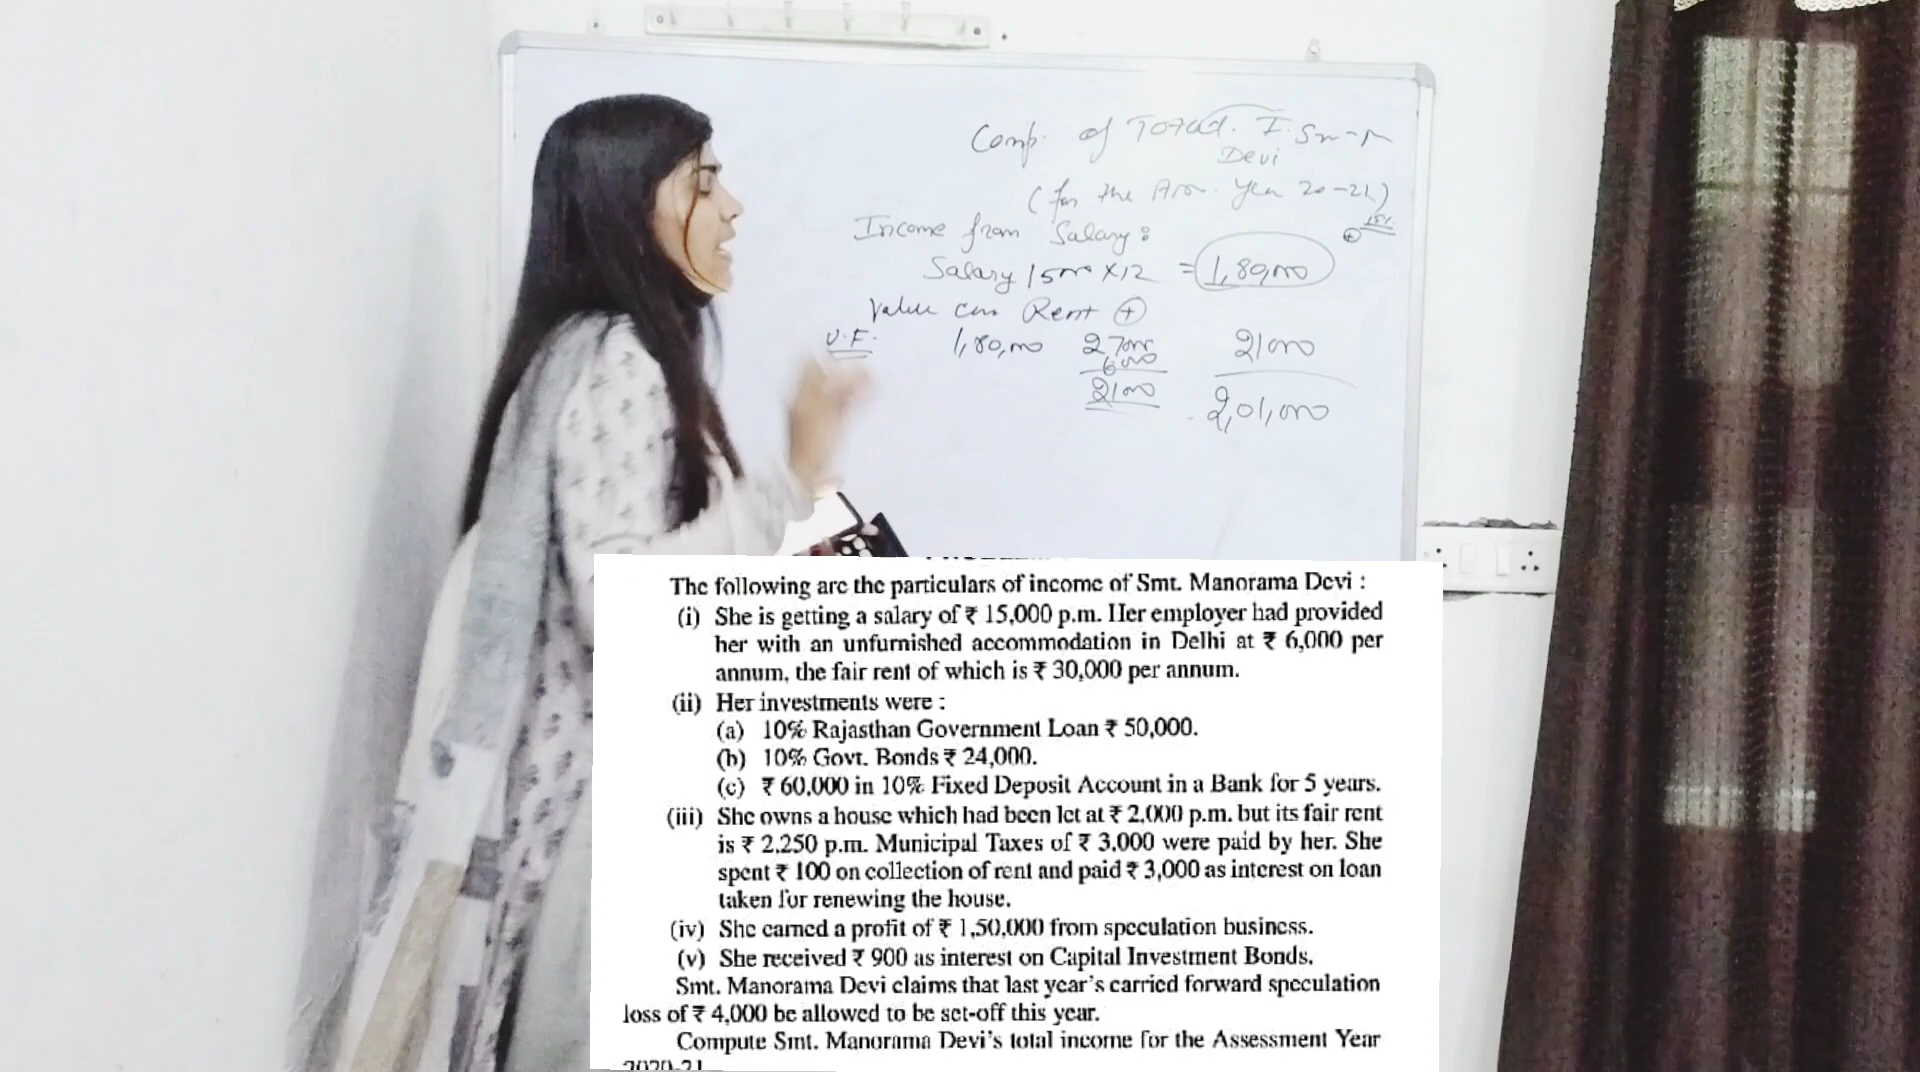 Comp. of Total. I. Sm-M
Devi
(for the Ass. Year 20-21)
15%
Income from Salary:
Salary 15000 X12 = 1,80,000
Value con Rent +
U.F. 1,80,000 27000 21000
6000
21000 2,01,000
The following are the particulars of income of Smt. Manorama Devi :
(i) She is getting a salary of ₹ 15,000 p.m. Her employer had provided
her with an unfurnished accommodation in Delhi at ₹ 6,000 per
annum, the fair rent of which is ₹ 30,000 per annum.
(ii) Her investments were :
(a) 10% Rajasthan Government Loan ₹ 50,000.
(b) 10% Govt. Bonds ₹ 24,000.
(c) ₹ 60,000 in 10% Fixed Deposit Account in a Bank for 5 years.
(iii) She owns a house which had been let at ₹ 2,000 p.m. but its fair rent
is ₹ 2,250 p.m. Municipal Taxes of ₹ 3,000 were paid by her. She
spent ₹ 100 on collection of rent and paid ₹ 3,000 as interest on loan
taken for renewing the house.
(iv) She earned a profit of ₹ 1,50,000 from speculation business.
(v) She received ₹ 900 as interest on Capital Investment Bonds.
Smt. Manorama Devi claims that last year's carried forward speculation
loss of ₹ 4,000 be allowed to be set-off this year.
Compute Smt. Manorama Devi's total income for the Assessment Year
2020-21